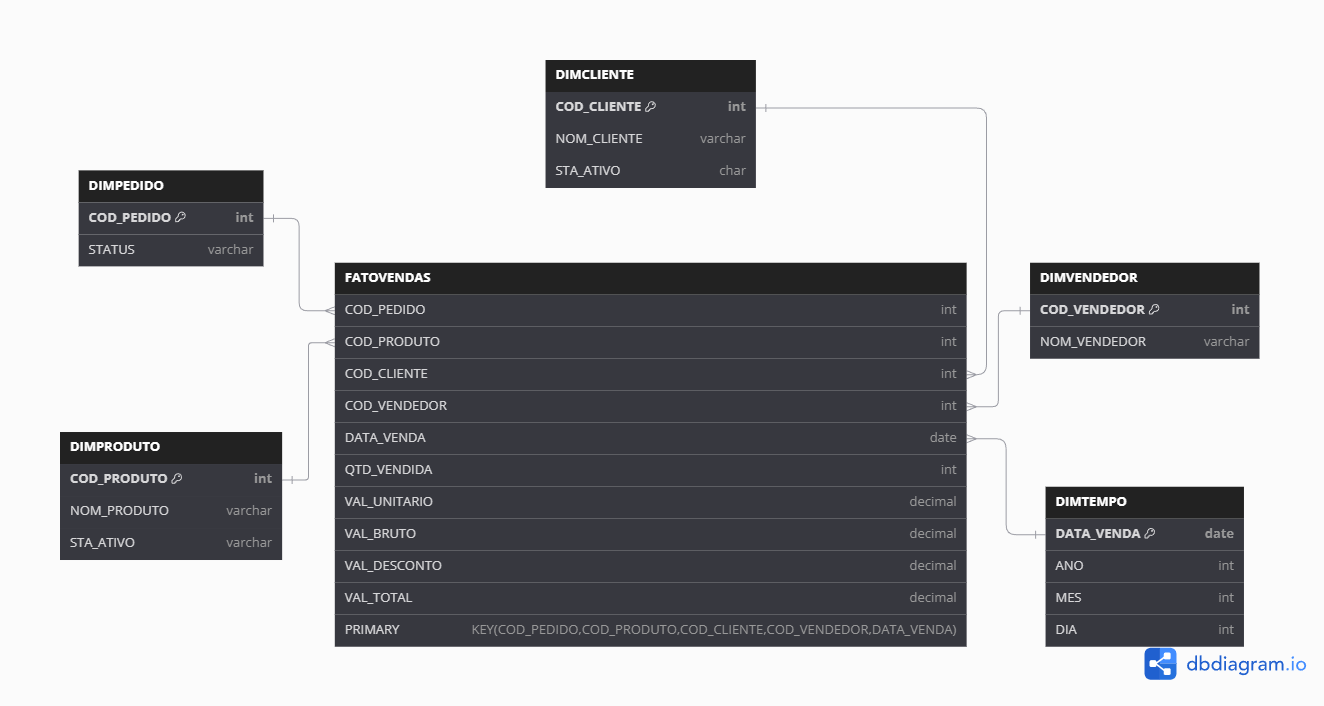 DIMCLIENTE
COD_CLIENTE int
NOM_CLIENTE varchar
STA_ATIVO char
DIMPEDIDO
COD_PEDIDO int
STATUS varchar
FATOVENDAS
COD_PEDIDO int
COD_PRODUTO int
COD_CLIENTE int
COD_VENDEDOR int
DATA_VENDA date
QTD_VENDIDA int
VAL_UNITARIO decimal
VAL_BRUTO decimal
VAL_DESCONTO decimal
VAL_TOTAL decimal
PRIMARY KEY(COD_PEDIDO,COD_PRODUTO,COD_CLIENTE,COD_VENDEDOR,DATA_VENDA)
DIMVENDEDOR
COD_VENDEDOR int
NOM_VENDEDOR varchar
DIMPRODUTO
COD_PRODUTO int
NOM_PRODUTO varchar
STA_ATIVO varchar
DIMTEMPO
DATA_VENDA date
ANO int
MES int
DIA int
dbdiagram.io